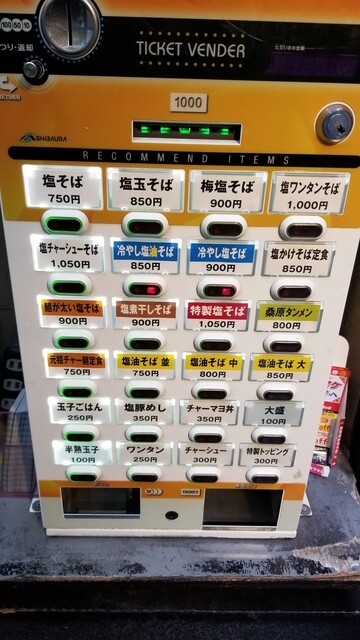 100 50 10
つり・返却
RETURN
TICKET VENDER
1000
SHIBAURA
RECOMMEND ITEMS
塩そば 750円
塩玉そば 850円
梅塩そば 900円
塩ワンタンそば 1,000円
塩チャーシューそば 1,050円
冷やし塩油そば 850円
冷やし塩そば 900円
塩かけそば定食 850円
麺が太い塩そば 900円
塩煮干しそば 900円
特製塩そば 1,050円
桑原タンメン 800円
元祖チャー麺定食 750円
塩油そば 並 750円
塩油そば 中 800円
塩油そば 大 850円
玉子ごはん 250円
塩豚めし 350円
チャーマヨ丼 350円
大盛 100円
半熟玉子 100円
ワンタン 250円
チャーシュー 300円
特製トッピング 300円
TICKET